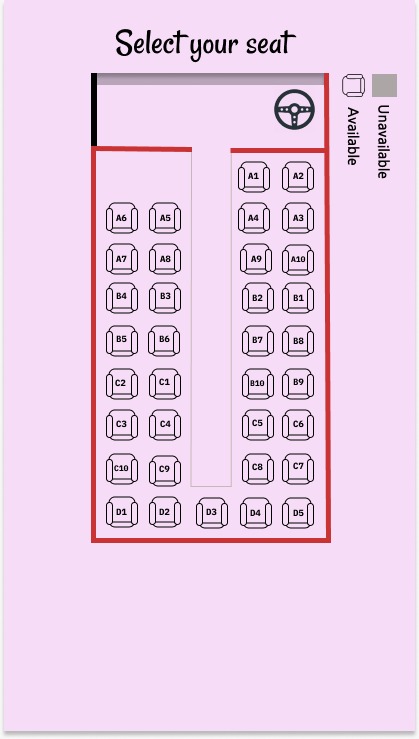 Select your seat
Available
Unavailable
A1 A2
A6 A5 A4 A3
A7 A8 A9 A10
B4 B3 B2 B1
B5 B6 B7 B8
C2 C1 B10 B9
C3 C4 C5 C6
C10 C9 C8 C7
D1 D2 D3 D4 D5